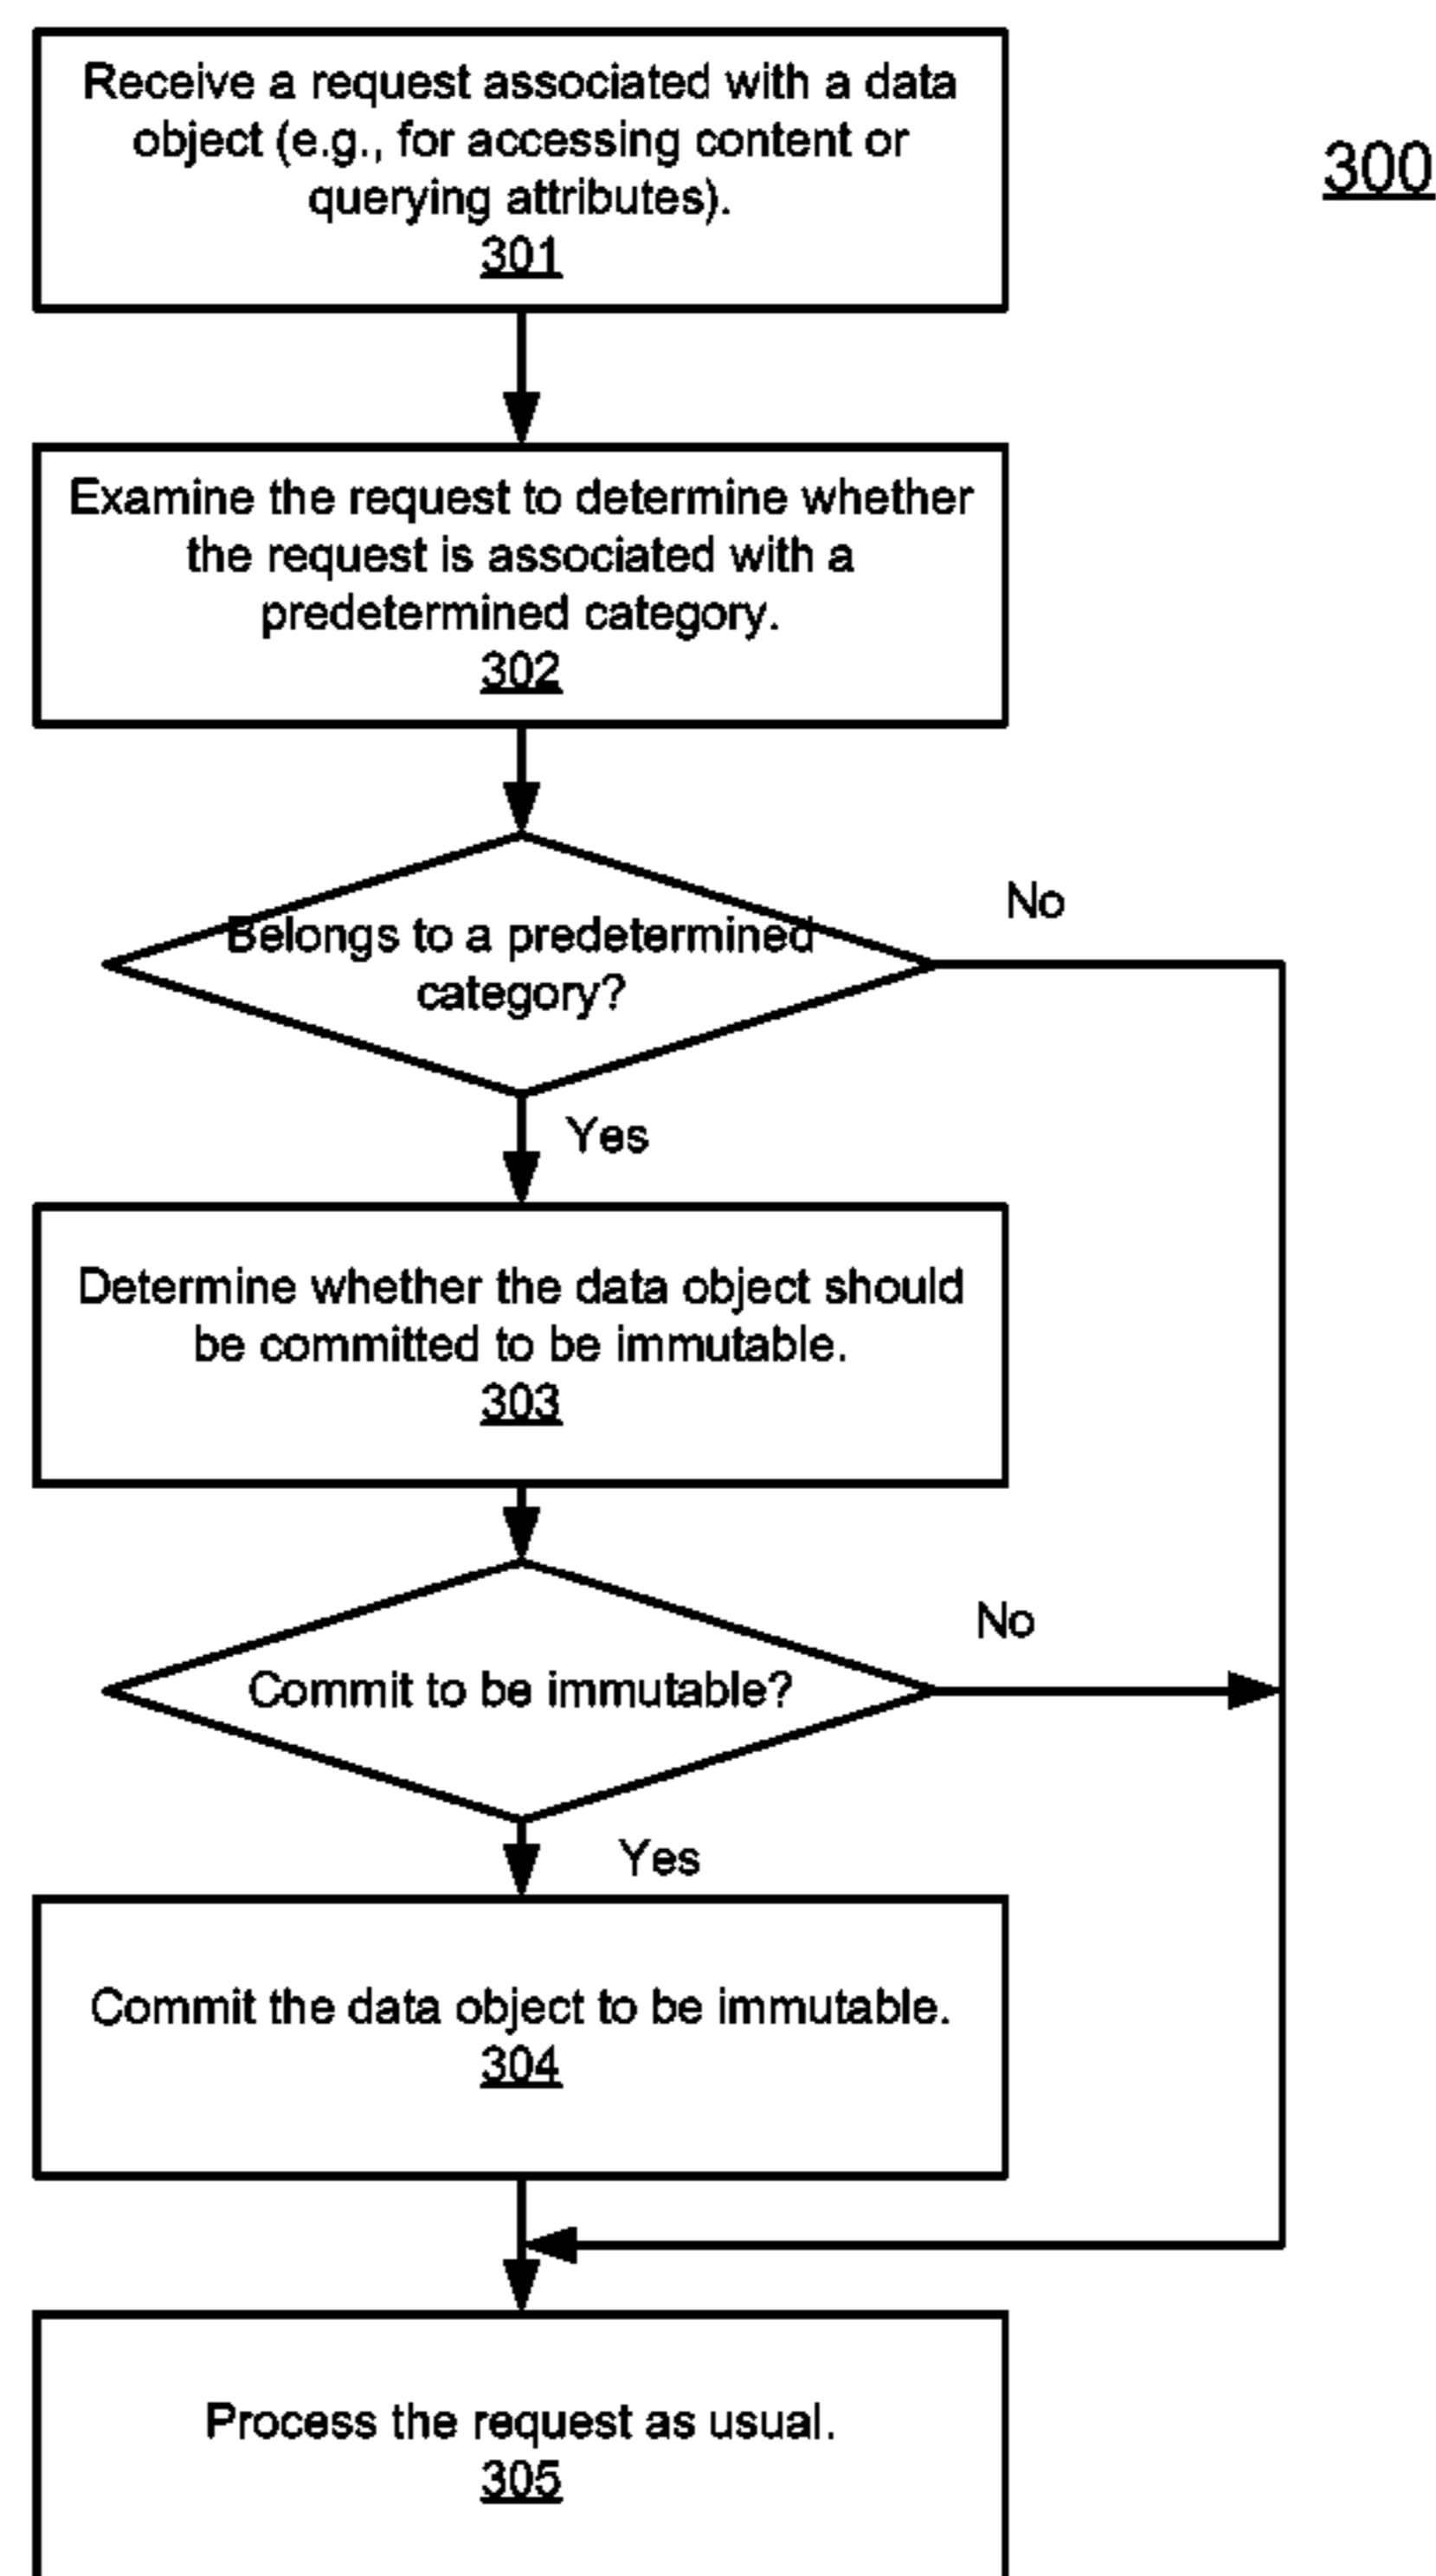 Receive a request associated with a data
object (e.g., for accessing content or
querying attributes).
301
300
Examine the request to determine whether
the request is associated with a
predetermined category.
302
Belongs to a predetermined
category?
No
Yes
Determine whether the data object should
be committed to be immutable.
303
Commit to be immutable?
No
Yes
Commit the data object to be immutable.
304
Process the request as usual.
305